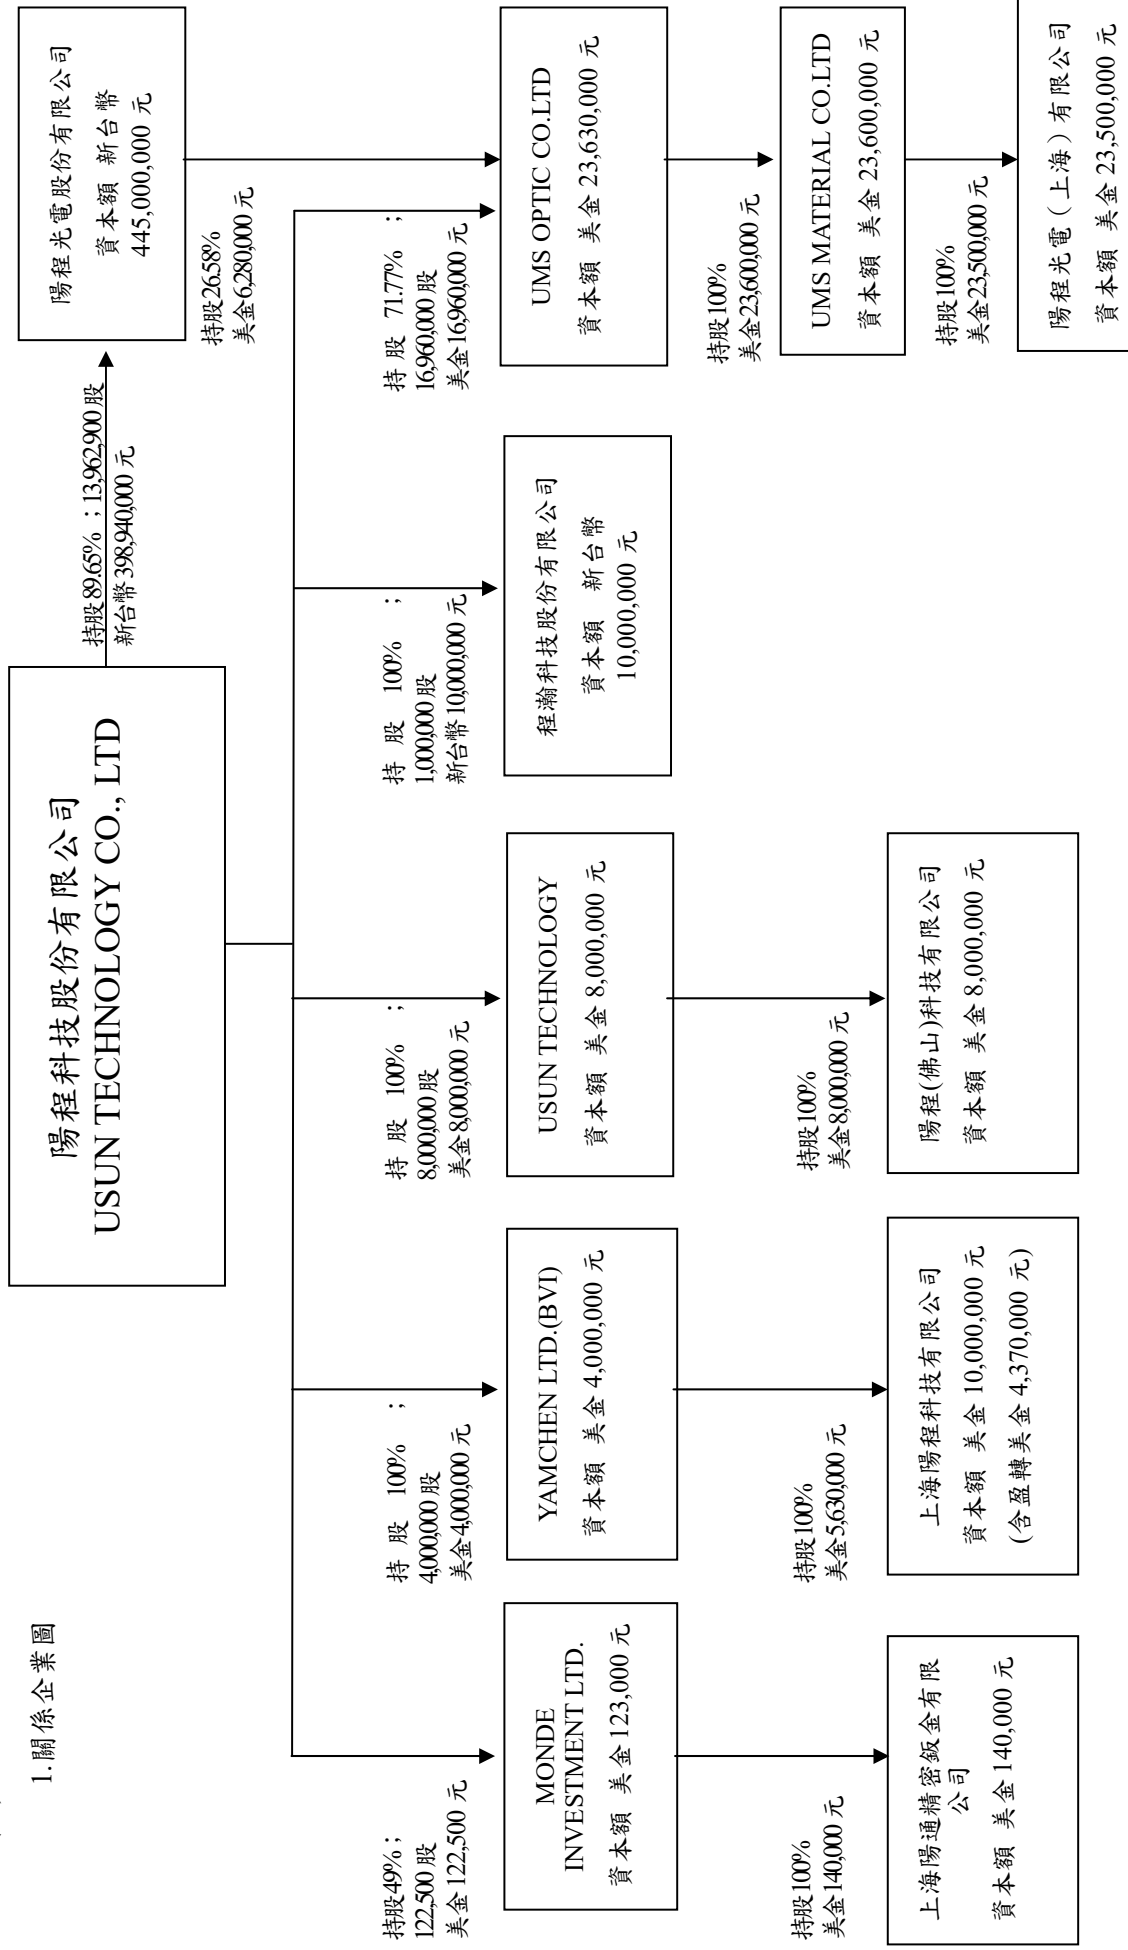 1.關係企業圖
陽程科技股份有限公司
USUN TECHNOLOGY CO., LTD
持股89.65%；13,962,900股
新台幣398,940,000元
陽程光電股份有限公司
資本額 新台幣
445,000,000元
持股49%；
122,500股
美金122,500元
持股 100% ；
4,000,000股
美金4,000,000元
持股 100% ；
8,000,000股
美金8,000,000元
持股 100% ；
1,000,000股
新台幣10,000,000元
持股 71.77% ；
16,960,000股
美金16,960,000元
持股26.58%
美金6,280,000元
MONDE
INVESTMENT LTD.
資本額 美金123,000元
YAMCHEN LTD.(BVI)
資本額 美金4,000,000元
USUN TECHNOLOGY
資本額 美金8,000,000元
程瀚科技股份有限公司
資本額 新台幣
10,000,000元
UMS OPTIC CO.LTD
資本額 美金 23,630,000元
持股100%
美金140,000元
持股100%
美金5,630,000元
持股100%
美金8,000,000元
持股100%
美金23,600,000元
UMS MATERIAL CO.LTD
資本額 美金 23,600,000元
持股100%
美金23,500,000元
上海陽通精密鈑金有限
公司
資本額 美金140,000元
上海陽程科技有限公司
資本額 美金10,000,000元
(含盈轉美金4,370,000元)
陽程(佛山)科技有限公司
資本額 美金8,000,000元
陽程光電（上海）有限公司
資本額 美金 23,500,000元